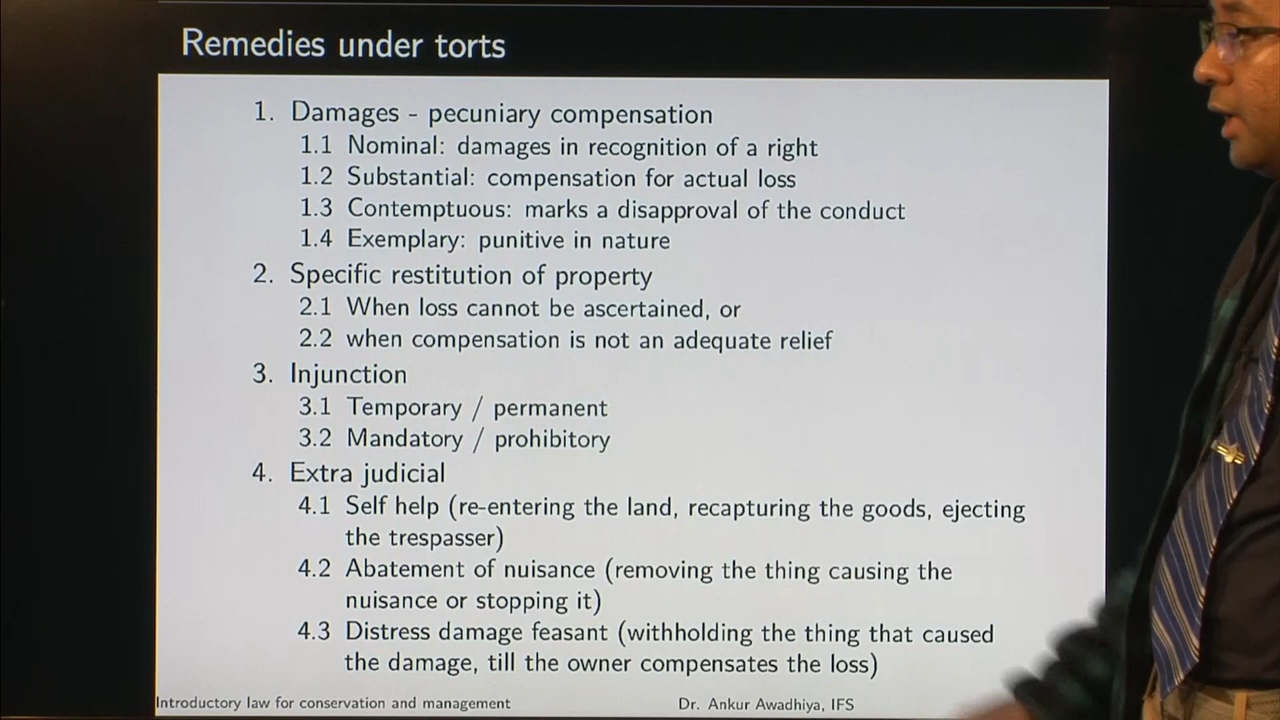 Remedies under torts
1. Damages - pecuniary compensation
1.1 Nominal: damages in recognition of a right
1.2 Substantial: compensation for actual loss
1.3 Contemptuous: marks a disapproval of the conduct
1.4 Exemplary: punitive in nature
2. Specific restitution of property
2.1 When loss cannot be ascertained, or
2.2 when compensation is not an adequate relief
3. Injunction
3.1 Temporary / permanent
3.2 Mandatory / prohibitory
4. Extra judicial
4.1 Self help (re-entering the land, recapturing the goods, ejecting
the trespasser)
4.2 Abatement of nuisance (removing the thing causing the
nuisance or stopping it)
4.3 Distress damage feasant (withholding the thing that caused
the damage, till the owner compensates the loss)
Introductory law for conservation and management Dr. Ankur Awadhiya, IFS